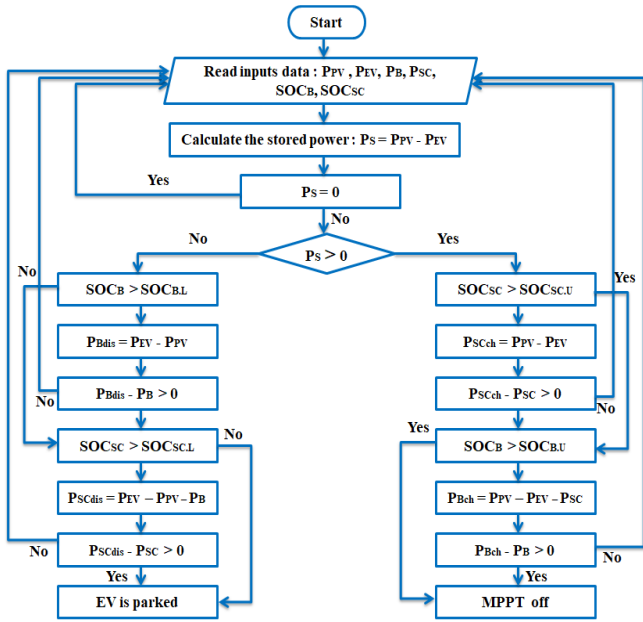 Start
Read inputs data : PPV , PEV, PB, PSC,
SOCB, SOCSC
Calculate the stored power : PS = PPV - PEV
Yes
PS = 0
No
No
PS > 0
Yes
No
SOCB > SOCB.L
SOCSC > SOCSC.U
Yes
PBdis = PEV - PPV
PSCch = PPV - PEV
PBdis - PB > 0
No
PSCch - PSC > 0
No
SOCSC > SOCSC.L
No
Yes
SOCB > SOCB.U
PSCdis = PEV – PPV – PB
PBch = PPV – PEV – PSC
PSCdis - PSC > 0
No
PBch - PB > 0
No
Yes
Yes
EV is parked
MPPT off